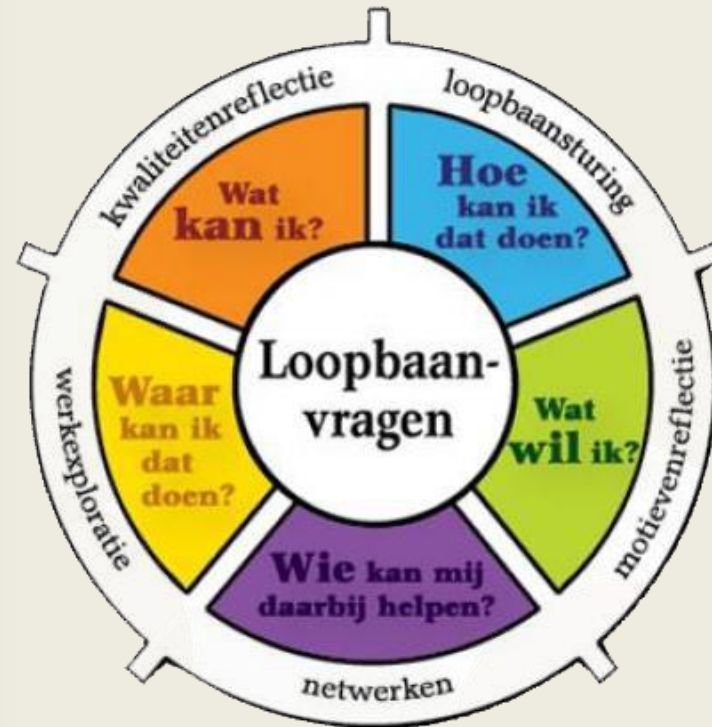 kwaliteitenreflectie
Wat
kan ik?
loopbaansturing
Hoe
kan ik
dat doen?
motievenreflectie
Wat
wil ik?
netwerken
Wie kan mij
daarbij helpen?
werkexploratie
Waar
kan ik
dat
doen?
Loopbaan-
vragen